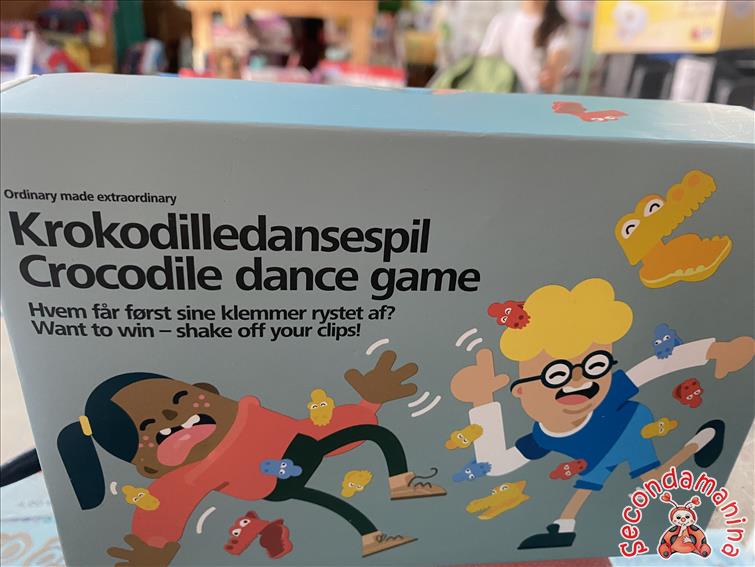 Ordinary made extraordinary
Krokodilledansespil
Crocodile dance game
Hvem får først sine klemmer rystet af?
Want to win – shake off your clips!
secondamanina